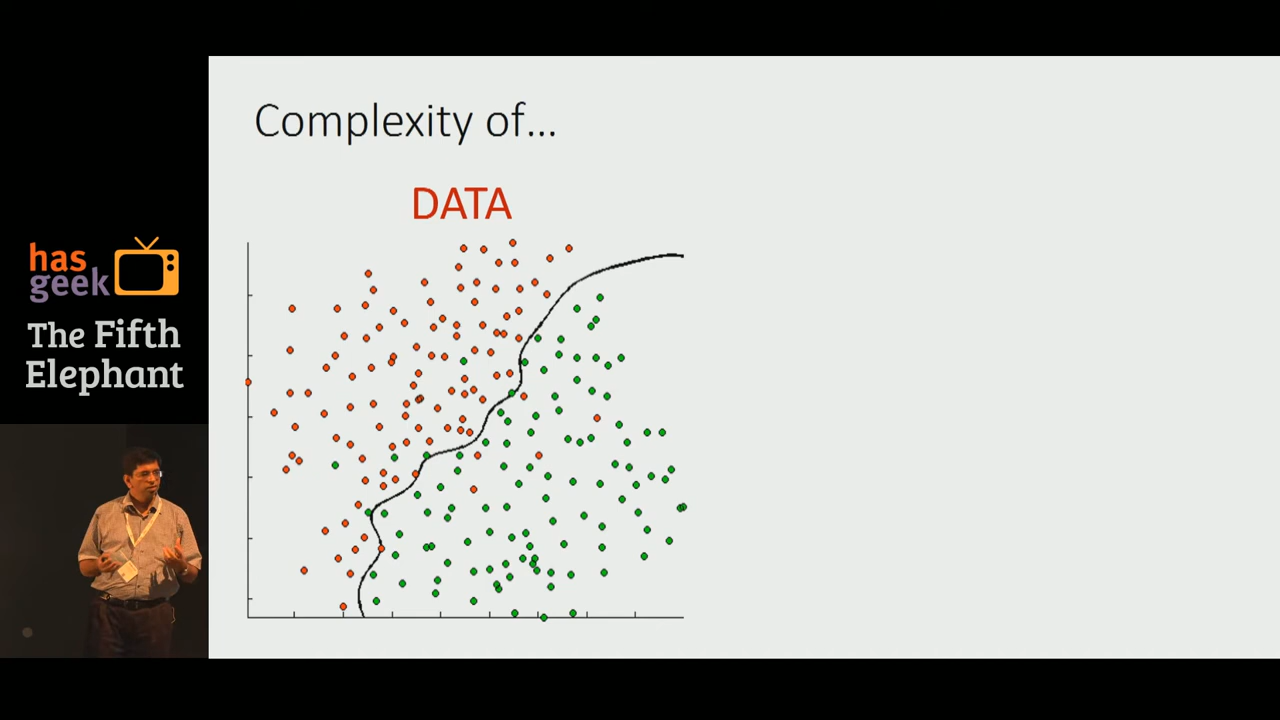 Complexity of...
DATA
has
geek
The Fifth
Elephant